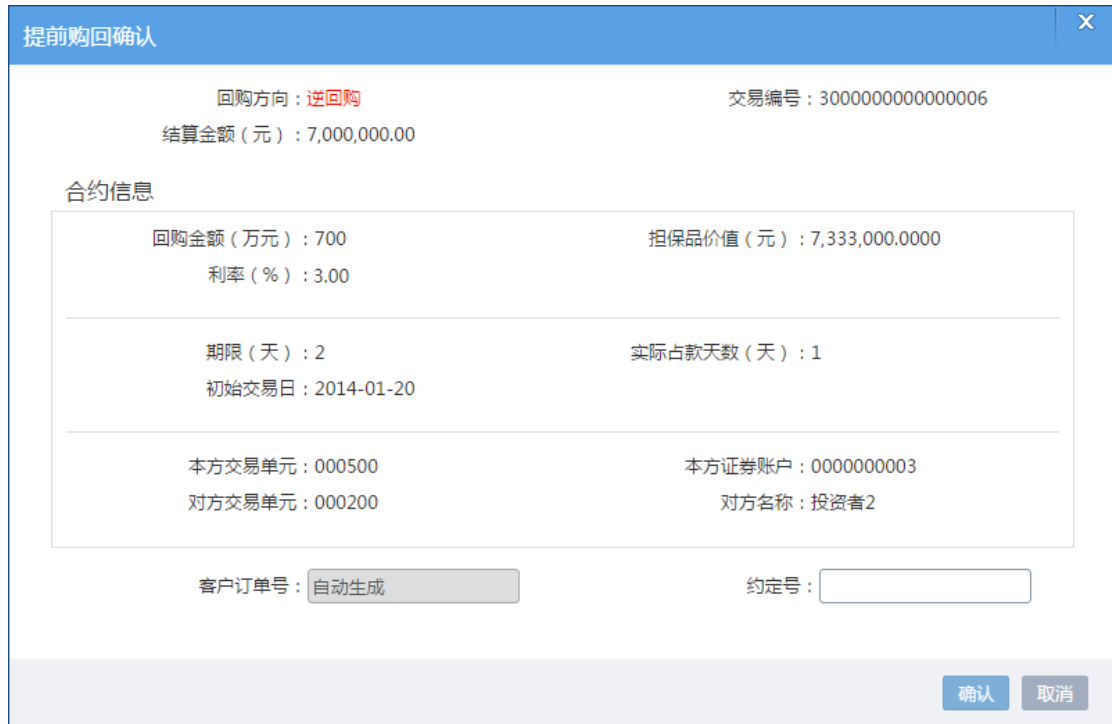 提前购回确认
回购方向：逆回购 交易编号：3000000000000006
结算金额（元）：7,000,000.00
合约信息
回购金额（万元）：700 担保品价值（元）：7,333,000.0000
利率（%）：3.00
期限（天）：2 实际占款天数（天）：1
初始交易日：2014-01-20
本方交易单元：000500 本方证券账户：0000000003
对方交易单元：000200 对方名称：投资者2
客户订单号：自动生成 约定号：
确认 取消